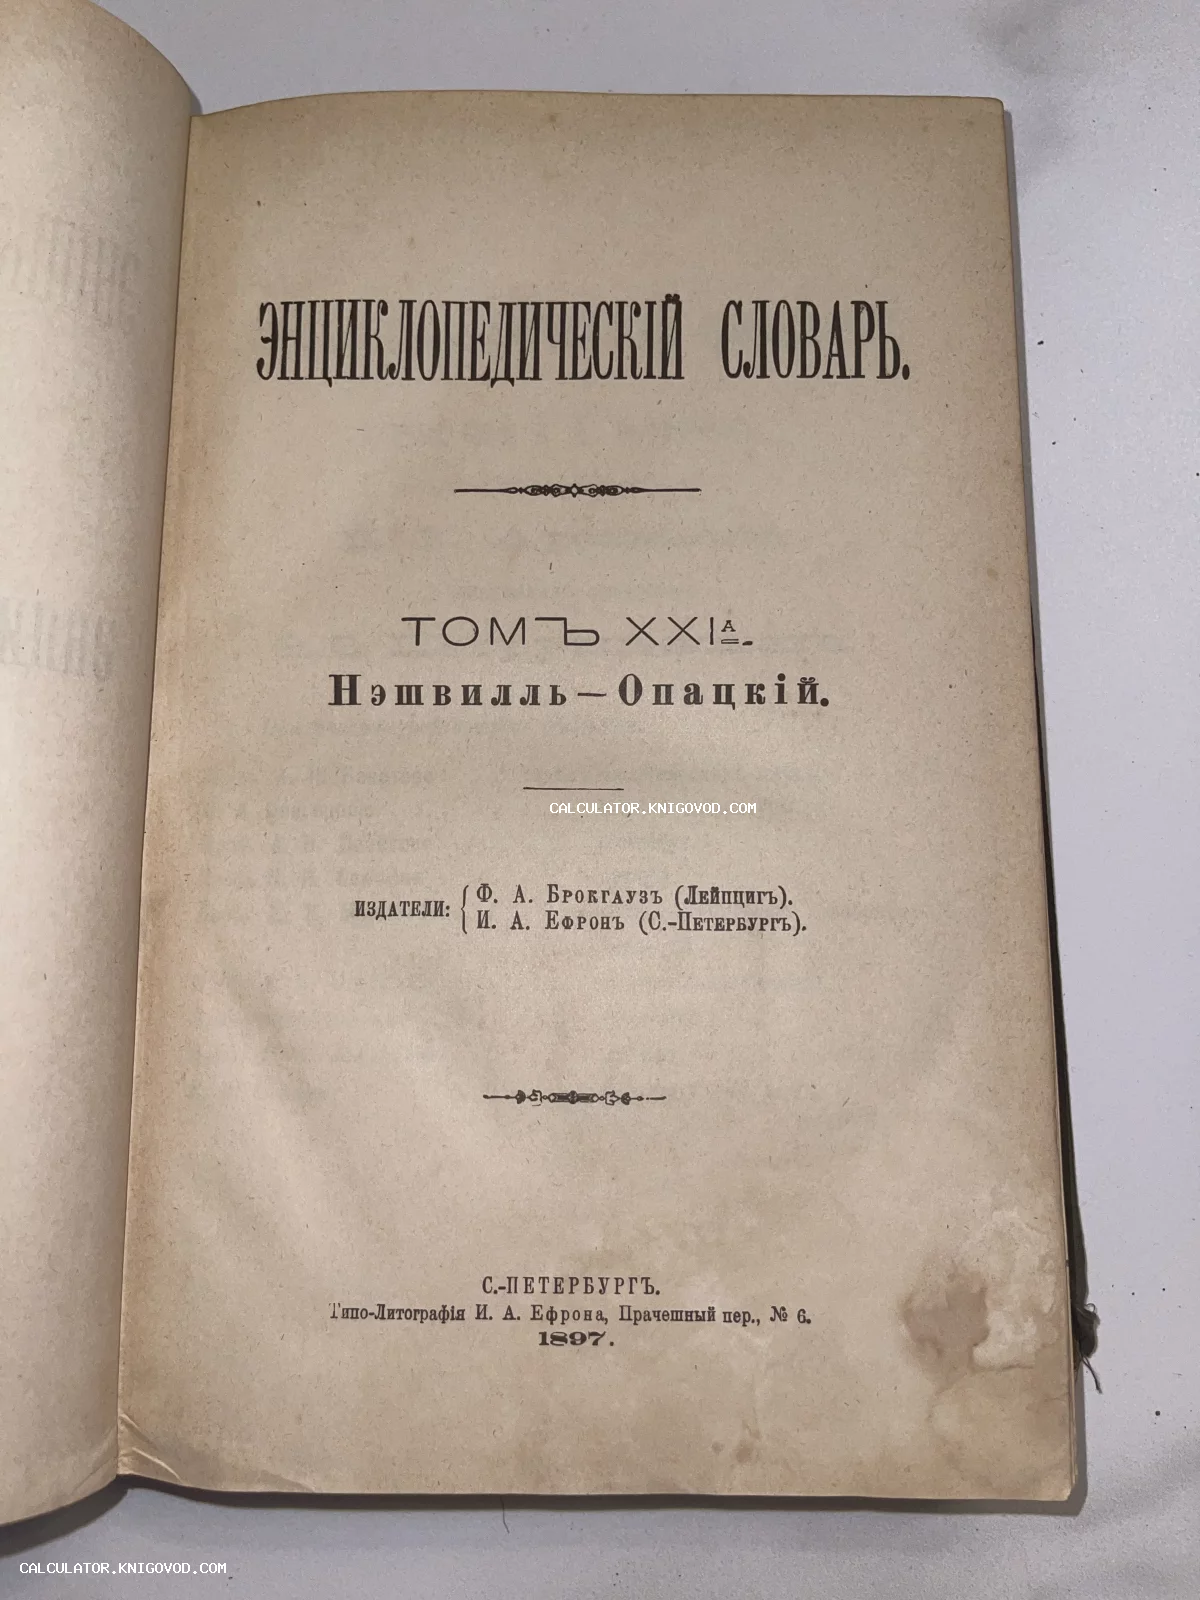 ЭНЦИКЛОПЕДИЧЕСКІЙ СЛОВАРЬ.
ТОМЪ XXIА.
Нэшвилль—Опацкій.
CALCULATOR.KNIGOVOD.COM
ИЗДАТЕЛИ:
Ф. А. Брокгаузъ (Лейпцигъ).
И. А. Ефронъ (С.-Петербургъ).
С.-ПЕТЕРБУРГЪ.
Типо-Литографія И. А. Ефрона, Прачешный пер., № 6.
1897.
CALCULATOR.KNIGOVOD.COM